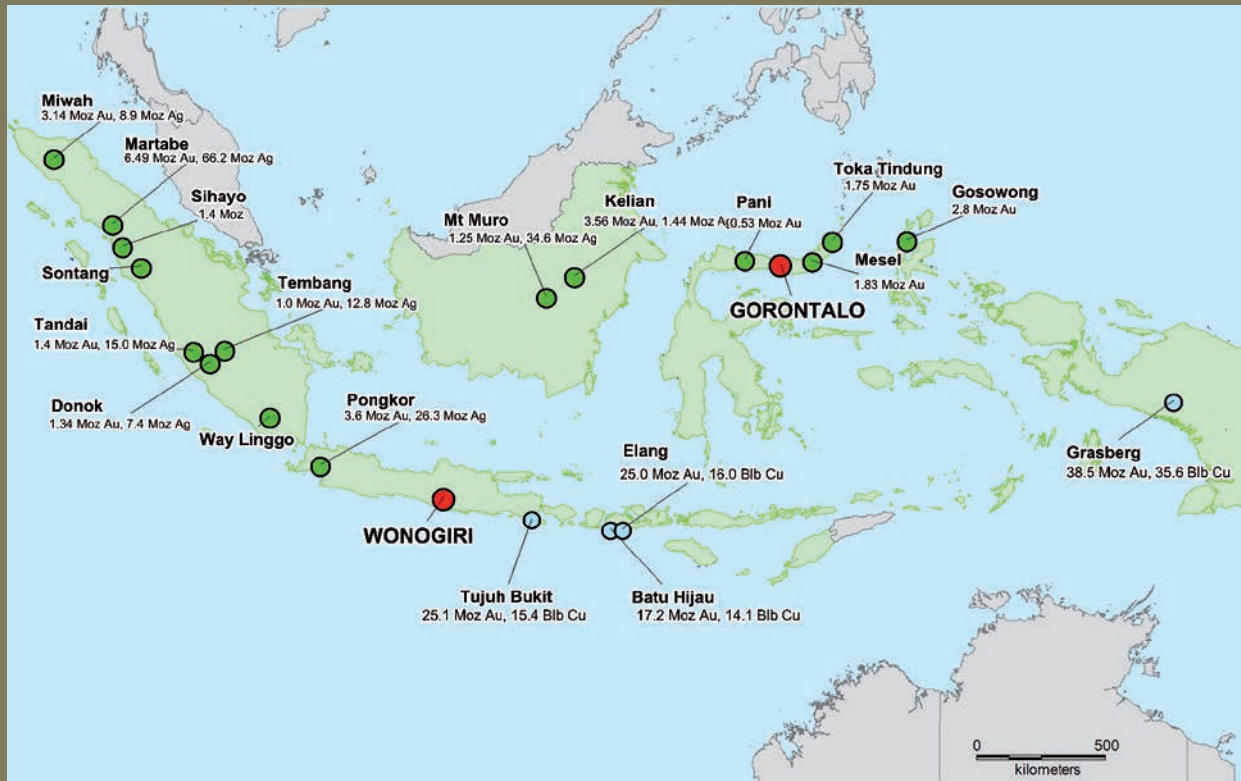 Miwah
3.14 Moz Au, 8.9 Moz Ag
Martabe
6.49 Moz Au, 66.2 Moz Ag
Sihayo
1.4 Moz
Sontang
Tembang
1.0 Moz Au, 12.8 Moz Ag
Tandai
1.4 Moz Au, 15.0 Moz Ag
Donok
1.34 Moz Au, 7.4 Moz Ag
Way Linggo
Pongkor
3.6 Moz Au, 26.3 Moz Ag
WONOGIRI
Mt Muro
1.25 Moz Au, 34.6 Moz Ag
Kelian
3.56 Moz Au, 1.44 Moz Ag
Pani
0.53 Moz Au
Toka Tindung
1.75 Moz Au
Gosowong
2.8 Moz Au
Mesel
1.83 Moz Au
GORONTALO
Elang
25.0 Moz Au, 16.0 Blb Cu
Grasberg
38.5 Moz Au, 35.6 Blb Cu
Tujuh Bukit
25.1 Moz Au, 15.4 Blb Cu
Batu Hijau
17.2 Moz Au, 14.1 Blb Cu
0 500
kilometers